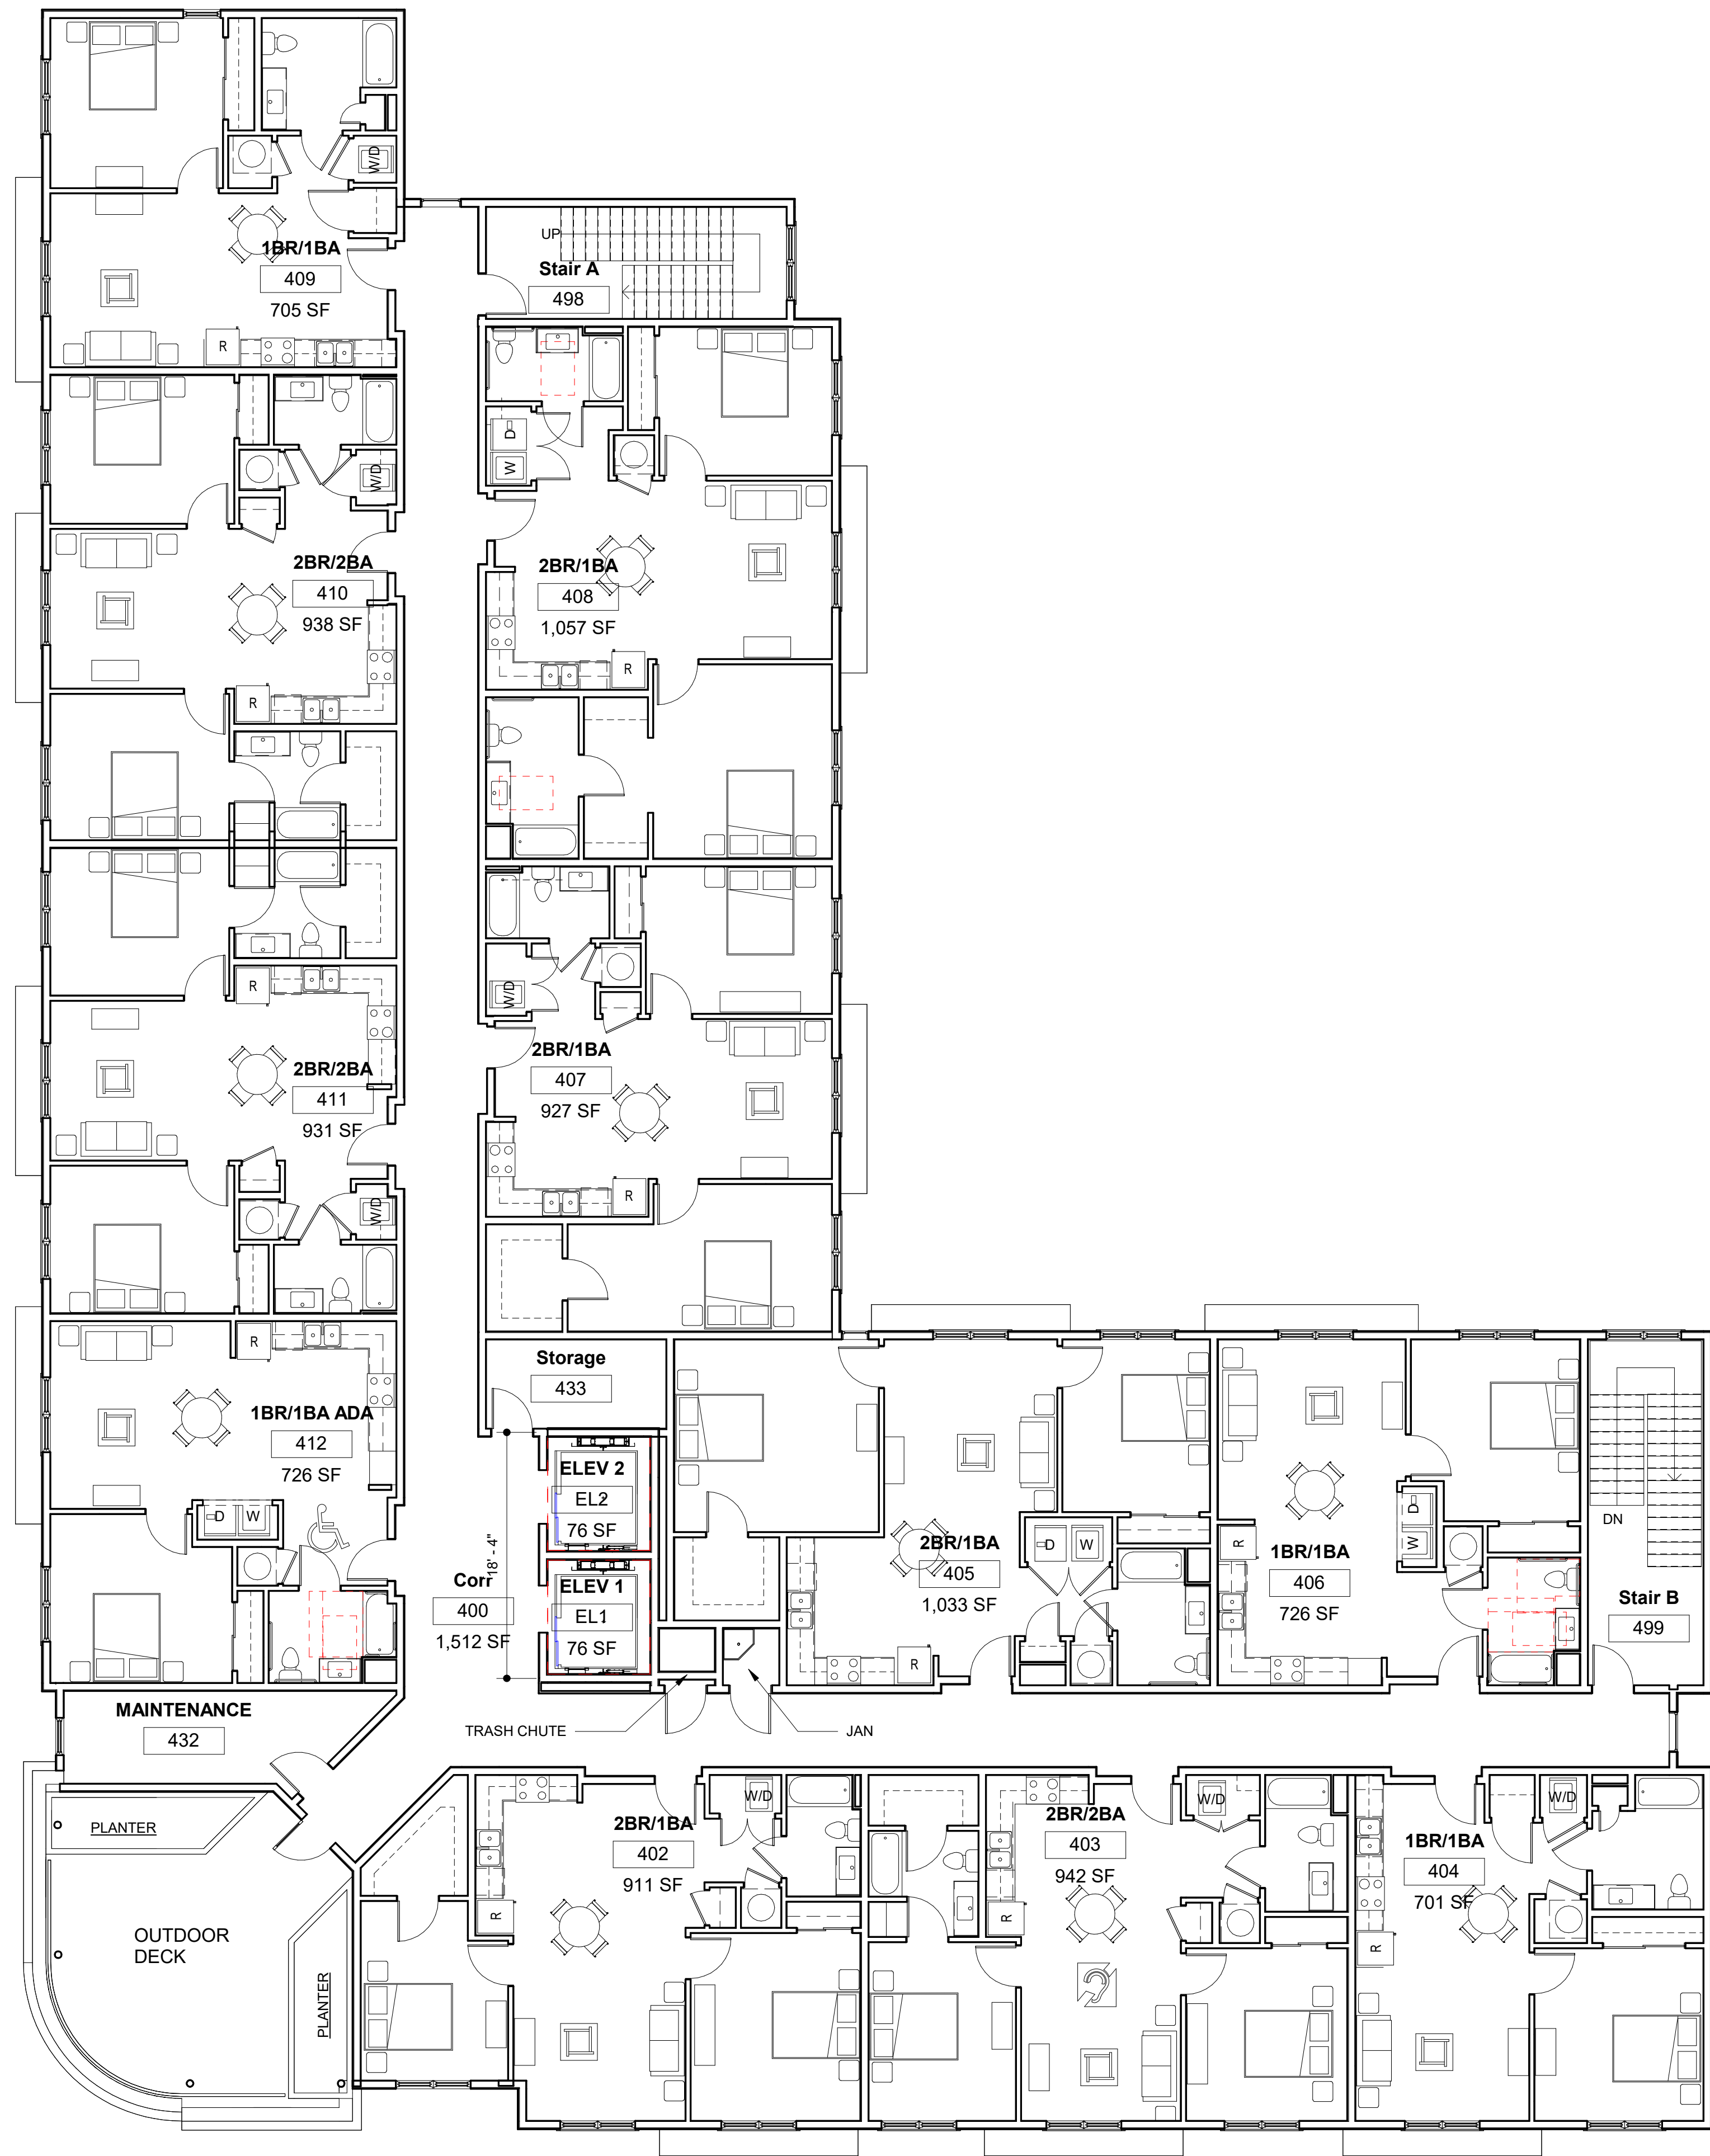 W/D
UP
Stair A
498
1BR/1BA
409
705 SF
R
D
W
W/D
2BR/2BA
410
938 SF
R
2BR/1BA
408
1,057 SF
R
R
W/D
2BR/2BA
411
931 SF
W/D
2BR/1BA
407
927 SF
R
R
1BR/1BA ADA
412
726 SF
D
W
Storage
433
ELEV 2
EL2
76 SF
18' - 4"
Corr
400
1,512 SF
ELEV 1
EL1
76 SF
2BR/1BA
405
1,033 SF
D
W
R
1BR/1BA
406
726 SF
R
D
W
DN
Stair B
499
MAINTENANCE
432
TRASH CHUTE
JAN
PLANTER
OUTDOOR
DECK
PLANTER
2BR/1BA
402
911 SF
W/D
R
2BR/2BA
403
942 SF
W/D
R
1BR/1BA
404
701 SF
W/D
R